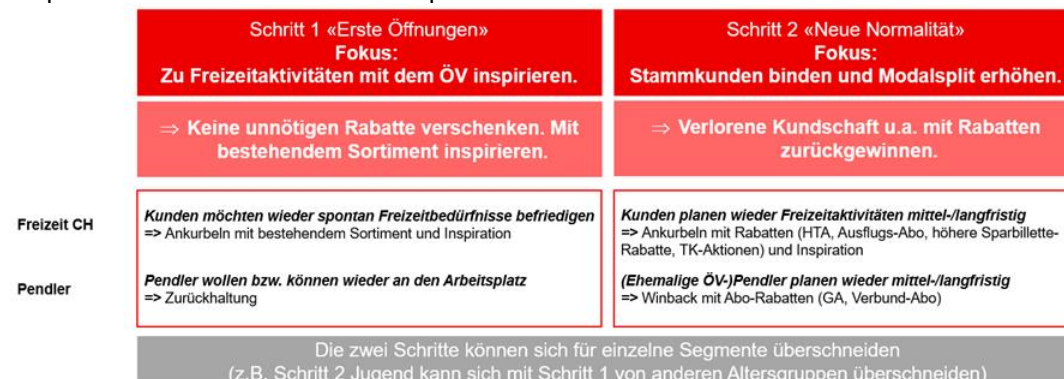 Schritt 1 «Erste Öffnungen»
Fokus:
Zu Freizeitaktivitäten mit dem ÖV inspirieren.
Schritt 2 «Neue Normalität»
Fokus:
Stammkunden binden und Modalsplit erhöhen.
⇒ Keine unnötigen Rabatte verschenken. Mit
bestehendem Sortiment inspirieren.
⇒ Verlorene Kundschaft u.a. mit Rabatten
zurückgewinnen.
Freizeit CH
Kunden möchten wieder spontan Freizeitbedürfnisse befriedigen
=> Ankurbeln mit bestehendem Sortiment und Inspiration
Kunden planen wieder Freizeitaktivitäten mittel-/langfristig
=> Ankurbeln mit Rabatten (HTA, Ausflugs-Abo, höhere Sparbillette-
Rabatte, TK-Aktionen) und Inspiration
Pendler
Pendler wollen bzw. können wieder an den Arbeitsplatz
=> Zurückhaltung
(Ehemalige ÖV-)Pendler planen wieder mittel-/langfristig
=> Winback mit Abo-Rabatten (GA, Verbund-Abo)
Die zwei Schritte können sich für einzelne Segmente überschneiden
(z.B. Schritt 2 Jugend kann sich mit Schritt 1 von anderen Altersgruppen überschneiden)